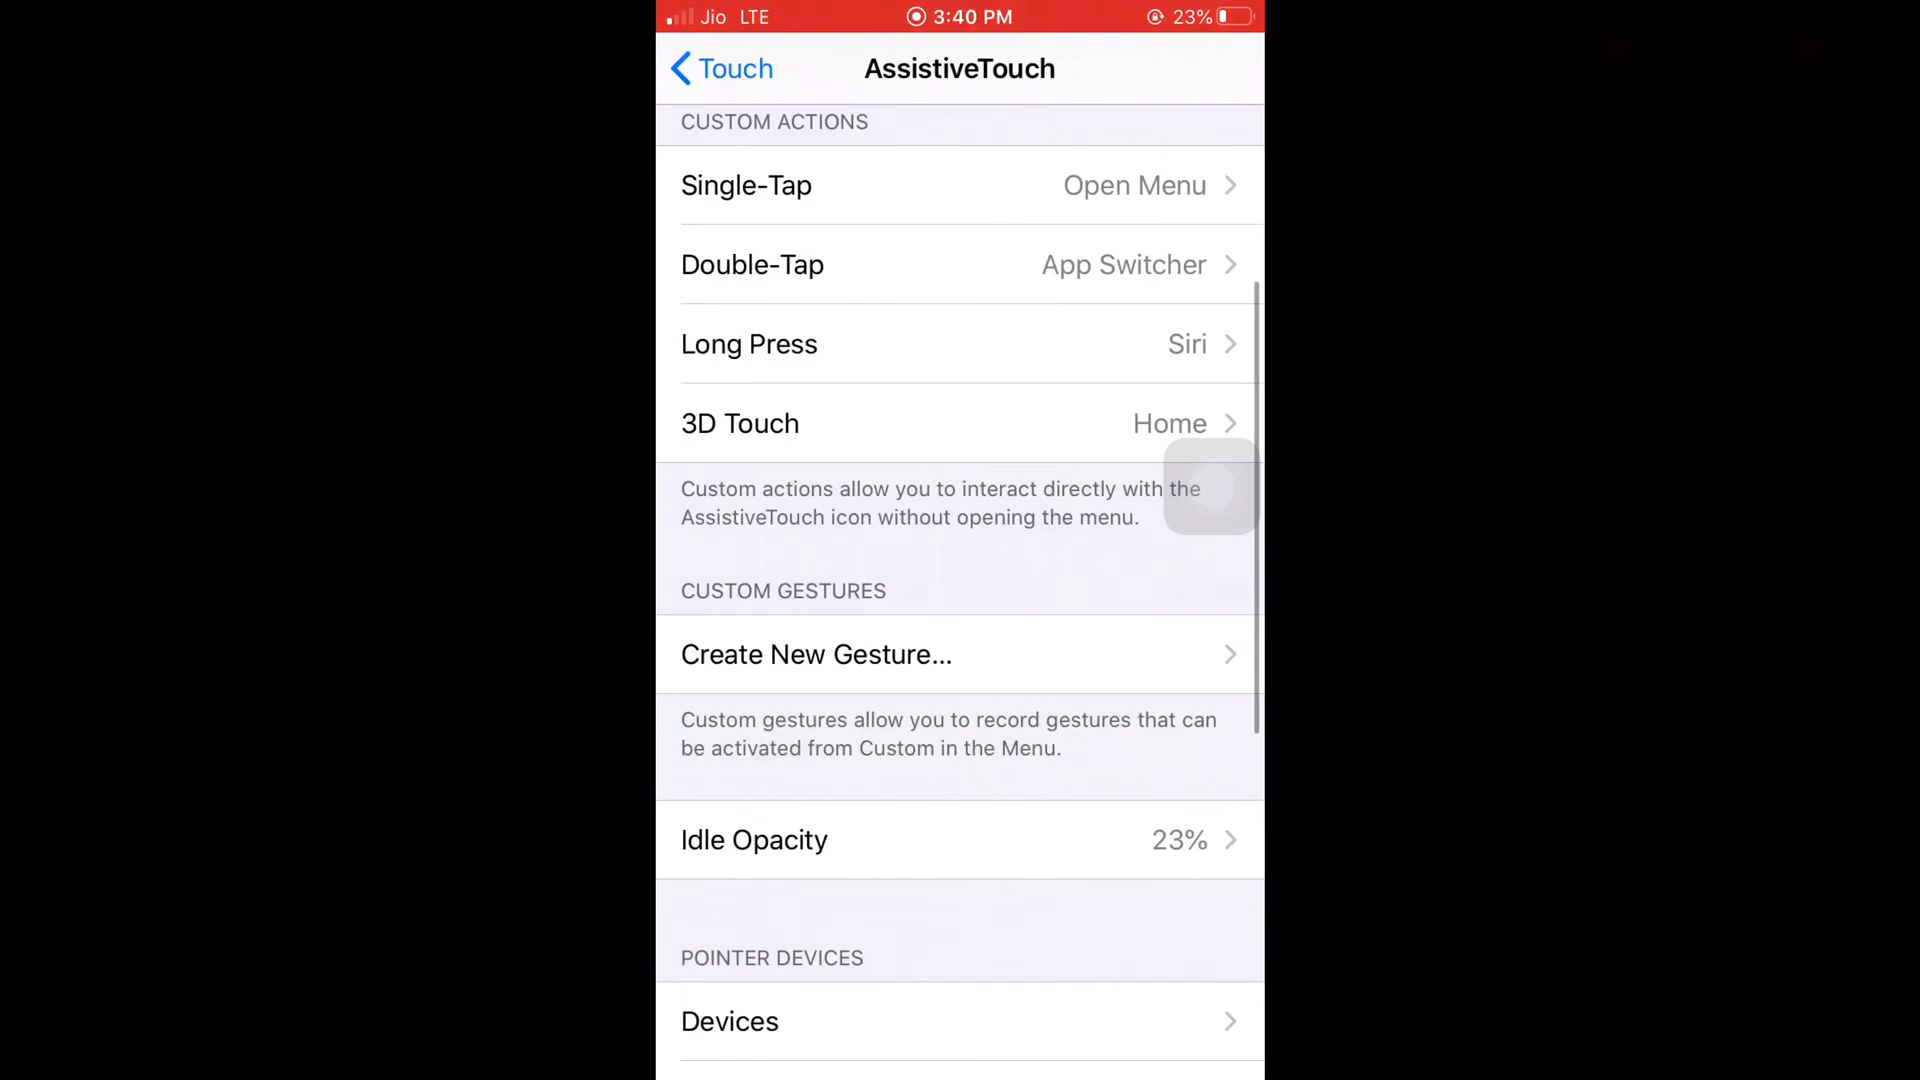 Jio LTE 3:40 PM 23%
Touch AssistiveTouch
CUSTOM ACTIONS
Single-Tap Open Menu
Double-Tap App Switcher
Long Press Siri
3D Touch Home
Custom actions allow you to interact directly with the
AssistiveTouch icon without opening the menu.
CUSTOM GESTURES
Create New Gesture...
Custom gestures allow you to record gestures that can
be activated from Custom in the Menu.
Idle Opacity 23%
POINTER DEVICES
Devices